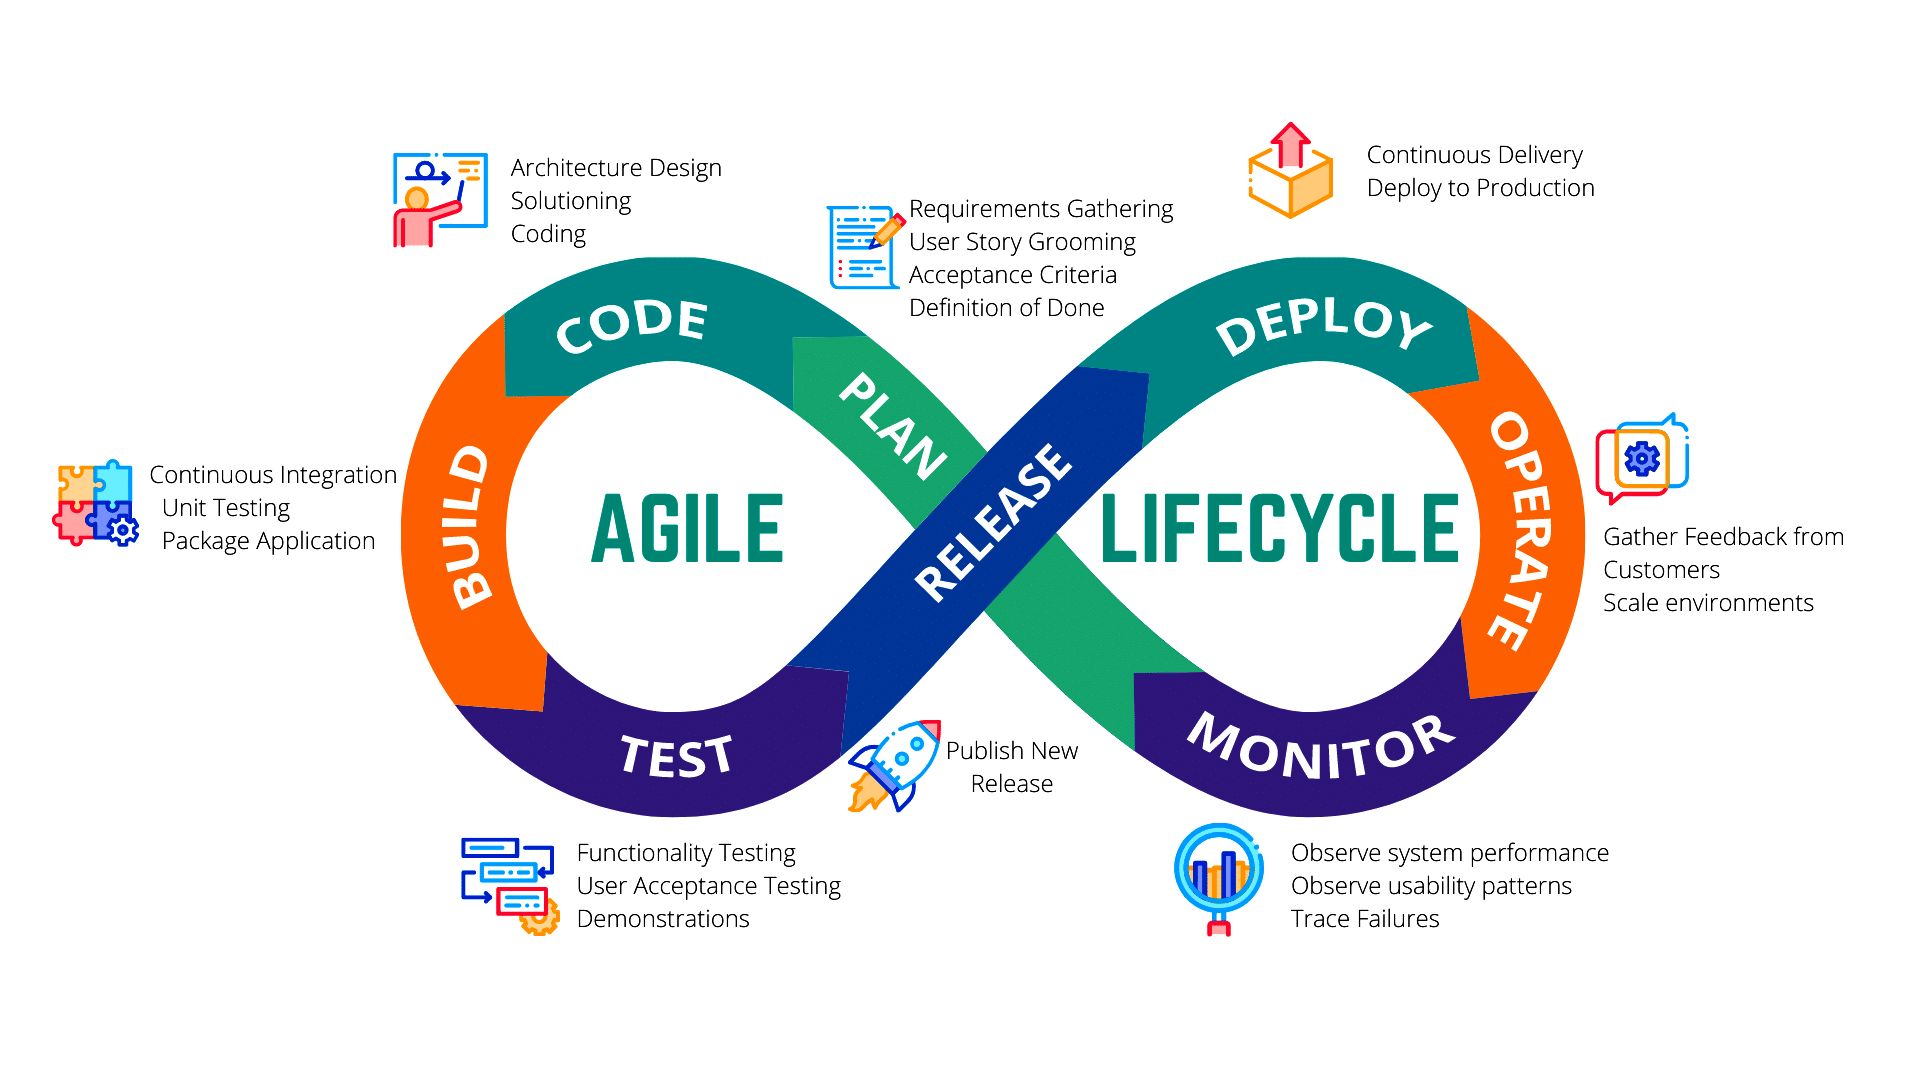 Architecture Design
Solutioning
Coding
Requirements Gathering
User Story Grooming
Acceptance Criteria
Definition of Done
Continuous Delivery
Deploy to Production
CODE
PLAN
DEPLOY
Continuous Integration
Unit Testing
Package Application
BUILD
AGILE
RELEASE
LIFECYCLE
OPERATE
Gather Feedback from
Customers
Scale environments
TEST
Publish New
Release
MONITOR
Functionality Testing
User Acceptance Testing
Demonstrations
Observe system performance
Observe usability patterns
Trace Failures